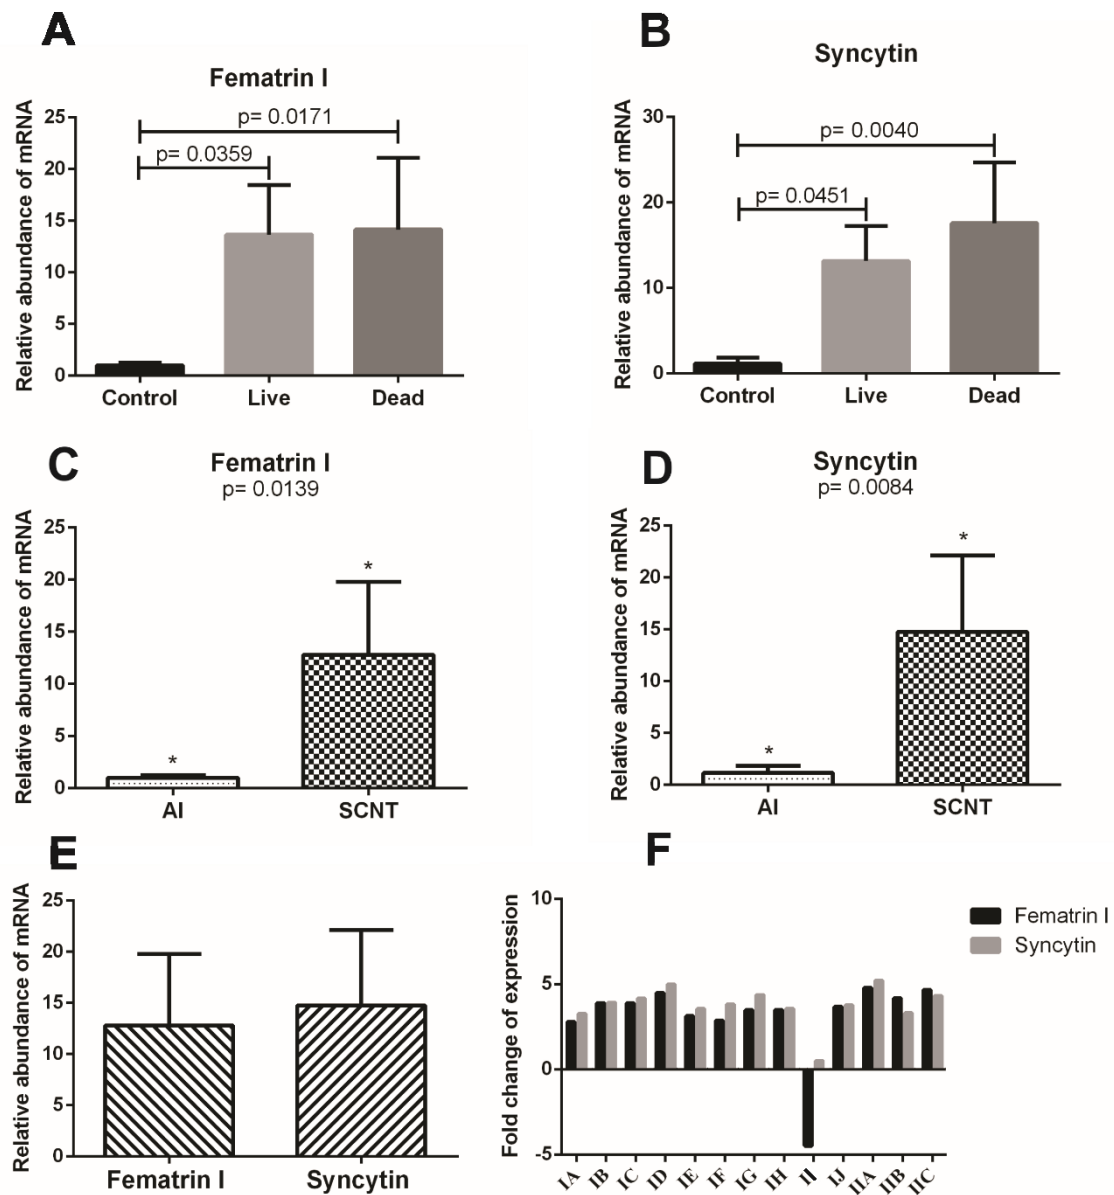 A
Fematrin I
Relative abundance of mRNA
25
20
15
10
5
0
p= 0.0171
p= 0.0359
Control Live Dead
B
Syncytin
Relative abundance of mRNA
30
20
10
0
p= 0.0040
p= 0.0451
Control Live Dead
C
Fematrin I
p= 0.0139
Relative abundance of mRNA
25
20
15
10
5
0
*
*
AI SCNT
D
Syncytin
p= 0.0084
Relative abundance of mRNA
25
20
15
10
5
0
*
*
AI SCNT
E
Relative abundance of mRNA
25
20
15
10
5
0
Fematrin I Syncytin
F
Fold change of expression
10
5
0
-5
Fematrin I
Syncytin
IA IB IC ID IE IF IG IH II IJ IIA IIB IIC